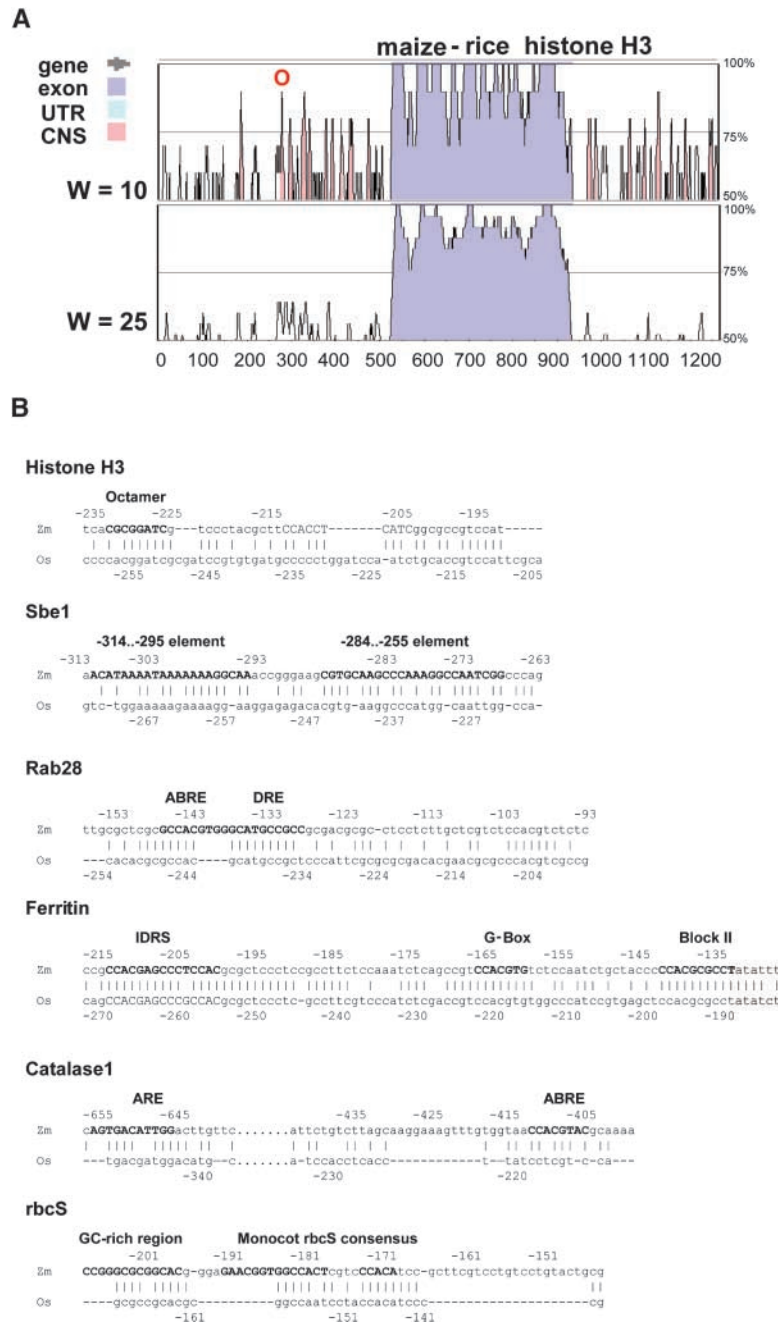 A
maize - rice histone H3
gene
exon
UTR
CNS
O
100%
75%
W = 10
50%
100%
75%
W = 25
50%
0 100 200 300 400 500 600 700 800 900 1000 1100 1200
B
Histone H3
Octamer
-235 -225 -215 -205 -195
Zm tcaCGCGGATCg---tccctacgcttCCACCT-------CATCGgcgccgtccat-----
Os ccccacggatcgcgatccgtgtgatgcccccctggatcca-atctgcaccgtccattcgca
-255 -245 -235 -225 -215 -205
Sbe1
-314..-295 element -284..-255 element
-313 -303 -293 -283 -273 -263
Zm aACATAAAATAAAAAAAGGCAAaccgggaagCGTGCAAGCCCAAAGGCCAATCGGcccag
Os gtc-tggaaaaagaaaagg-aaggagagacacgtg-aaggcccatggc-caattggc-cca-
-267 -257 -247 -237 -227
Rab28
ABRE DRE
-153 -143 -133 -123 -113 -103 -93
Zm ttgcgctcgcGCCACGTGGGCATGCCGCCgcgacgcgc-ctcctcttgctcgtctccacgtctctc
Os ---cacacgcgccac----gcatgccgctcccattcgcgcgcgacacgaacgcgcccacgtcgccg
-254 -244 -234 -224 -214 -204
Ferritin
IDRS G-Box Block II
-215 -205 -195 -185 -175 -165 -155 -145 -135
Zm ccgCCACGAGCCCTCCACgcgctccctccgccttctccaaatctcagccgtCCACGTGtctccaatctgctacccCCACGCGCCTatattt
Os cagCCACGAGCCCGCCACgcgctccctc-gccttcgtcccatctcgaccgtccacgtgtggcccatccgtgagctccacgcgcctatatct
-270 -260 -250 -240 -230 -220 -210 -200 -190
Catalase1
ARE ABRE
-655 -645 -435 -425 -415 -405
Zm cAGTGACATTGGacttgttc.......attctgtcttagcaaggaaagtttgtggtaaCCACGTACgcaaaa
Os ---tgacgatggacatg--c.......a-tccacctcacc------------t--tatcctcgt-c-ca---
-340 -230 -220
rbcS
GC-rich region Monocot rbcS consensus
-201 -191 -181 -171 -161 -151
Zm CCGGGCGCGGCACg-ggaGAACGGTGGCCACTcgtcCCACAtcc-gcttcgtcctgtcctgtactgcg
Os ----gcgccgcacgc----------ggccaatcctaccacatccc----------------------cg
-161 -151 -141